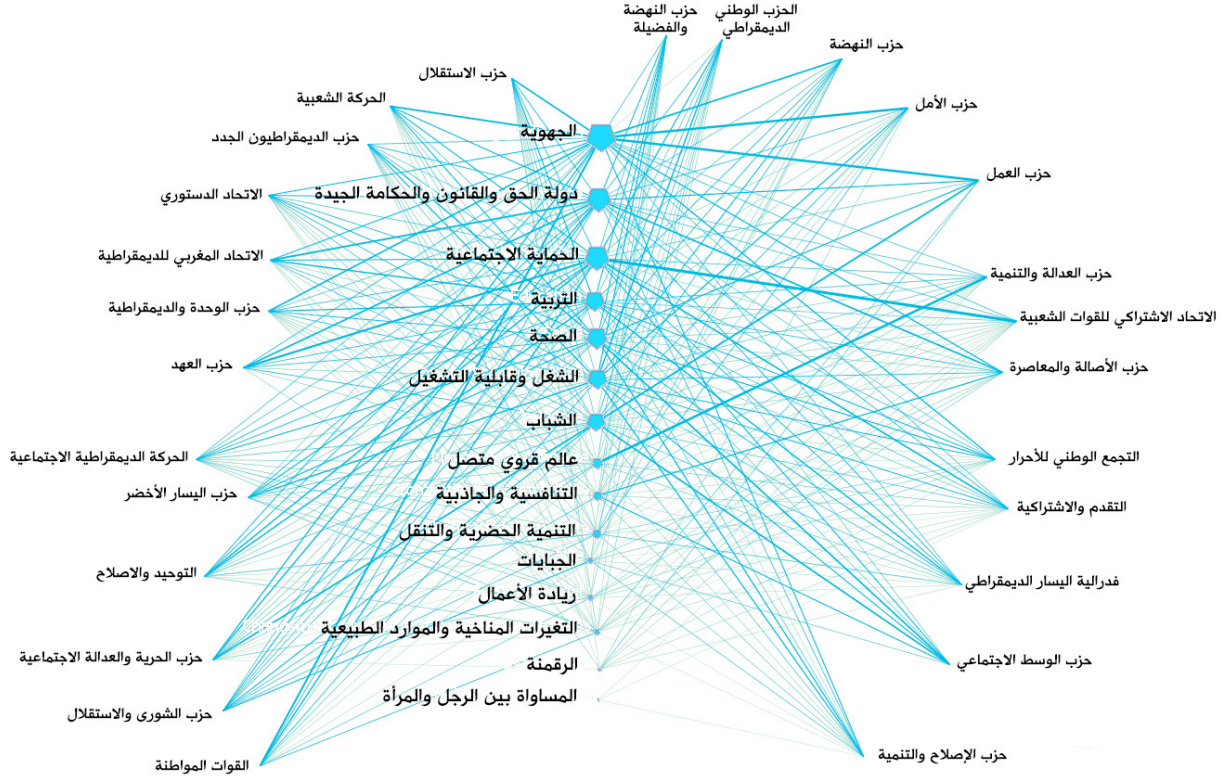 حزب النهضة
والفضيلة
الحزب الوطني
الديمقراطي
حزب النهضة
حزب الاستقلال
حزب الأمل
الحركة الشعبية
حزب الديمقراطيون الجدد
حزب العمل
الاتحاد الدستوري
الاتحاد المغربي للديمقراطية
حزب العدالة والتنمية
حزب الوحدة والديمقراطية
الاتحاد الاشتراكي للقوات الشعبية
حزب العهد
حزب الأصالة والمعاصرة
الحركة الديمقراطية الاجتماعية
التجمع الوطني للأحرار
حزب اليسار الأخضر
التقدم والاشتراكية
التوحيد والاصلاح
فدرالية اليسار الديمقراطي
حزب الحرية والعدالة الاجتماعية
حزب الوسط الاجتماعي
حزب الشورى والاستقلال
القوات المواطنة
حزب الإصلاح والتنمية
الجهوية
دولة الحق والقانون والحكامة الجيدة
الحماية الاجتماعية
التربية
الصحة
الشغل وقابلية التشغيل
الشباب
عالم قروي متصل
التنافسية والجاذبية
التنمية الحضرية والتنقل
الجبايات
ريادة الأعمال
التغيرات المناخية والموارد الطبيعية
الرقمنة
المساواة بين الرجل والمرأة